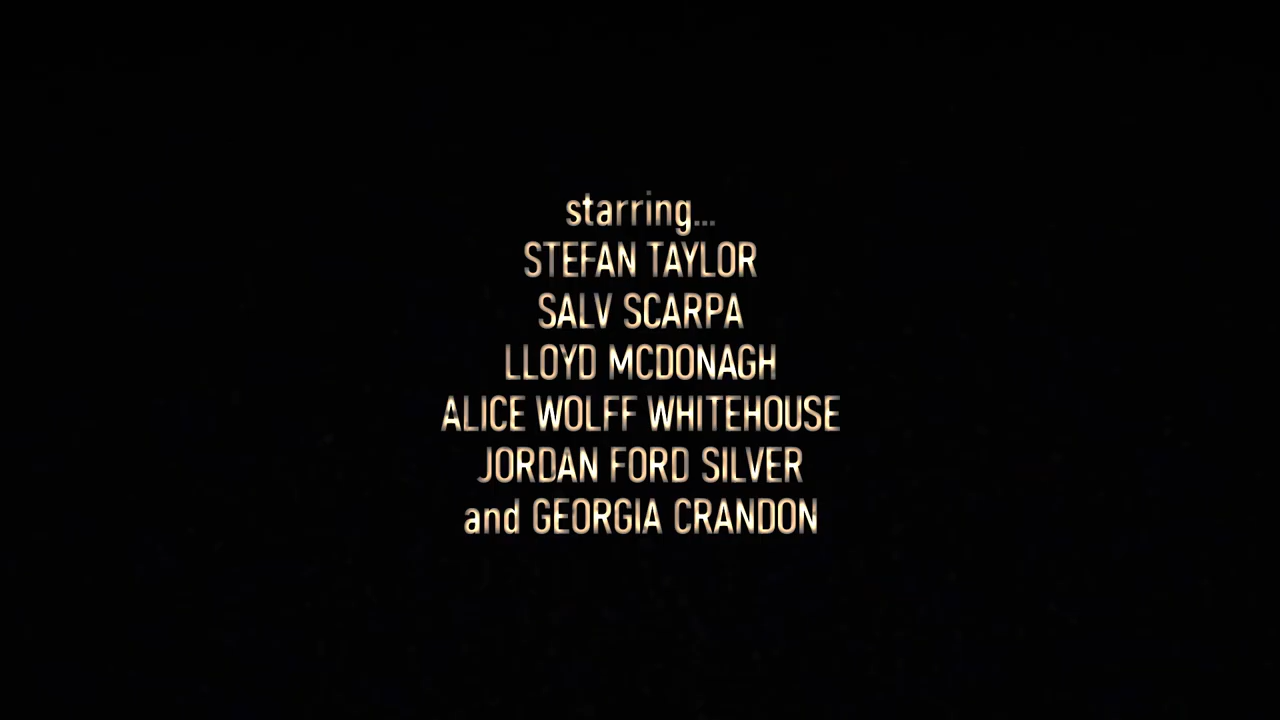 starring...
STEFAN TAYLOR
SALV SCARPA
LLOYD MCDONAGH
ALICE WOLFF WHITEHOUSE
JORDAN FORD SILVER
and GEORGIA CRANDON